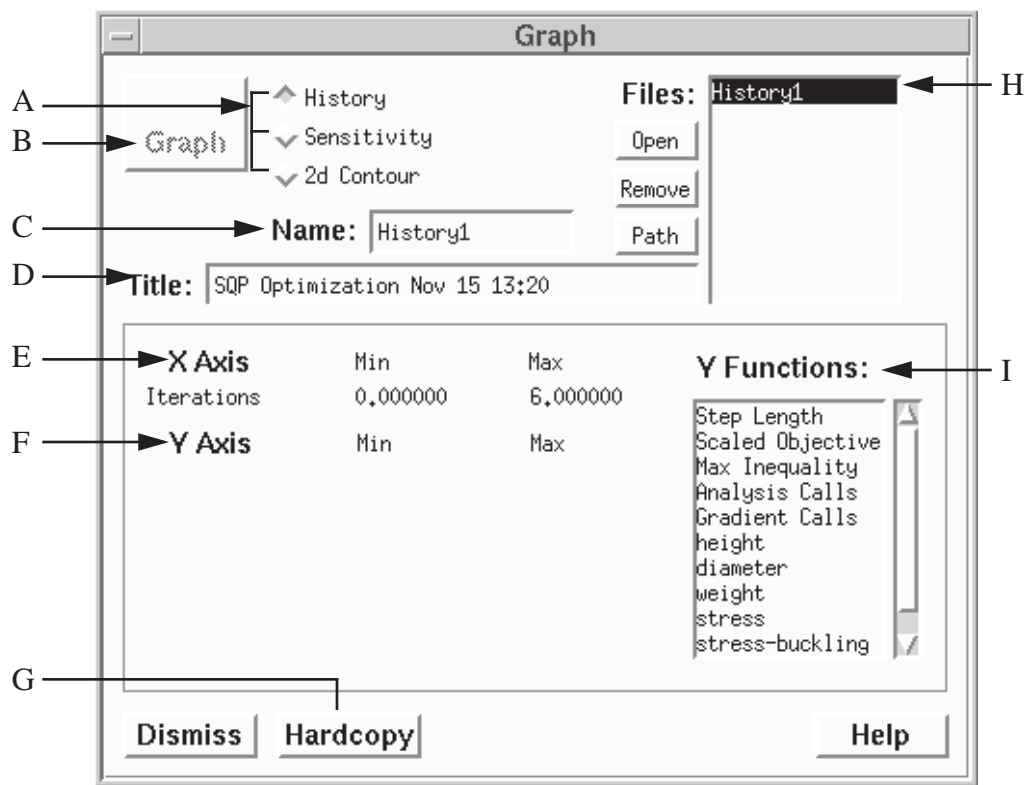 Graph
A
B
C
D
E
F
G
H
I
Graph
History
Sensitivity
2d Contour
Files:
Open
Remove
Path
History1
Name: History1
Title: SQP Optimization Nov 15 13:20
X Axis Min Max
Iterations 0.000000 6.000000
Y Axis Min Max
Y Functions:
Step Length
Scaled Objective
Max Inequality
Analysis Calls
Gradient Calls
height
diameter
weight
stress
stress-buckling
Dismiss Hardcopy Help